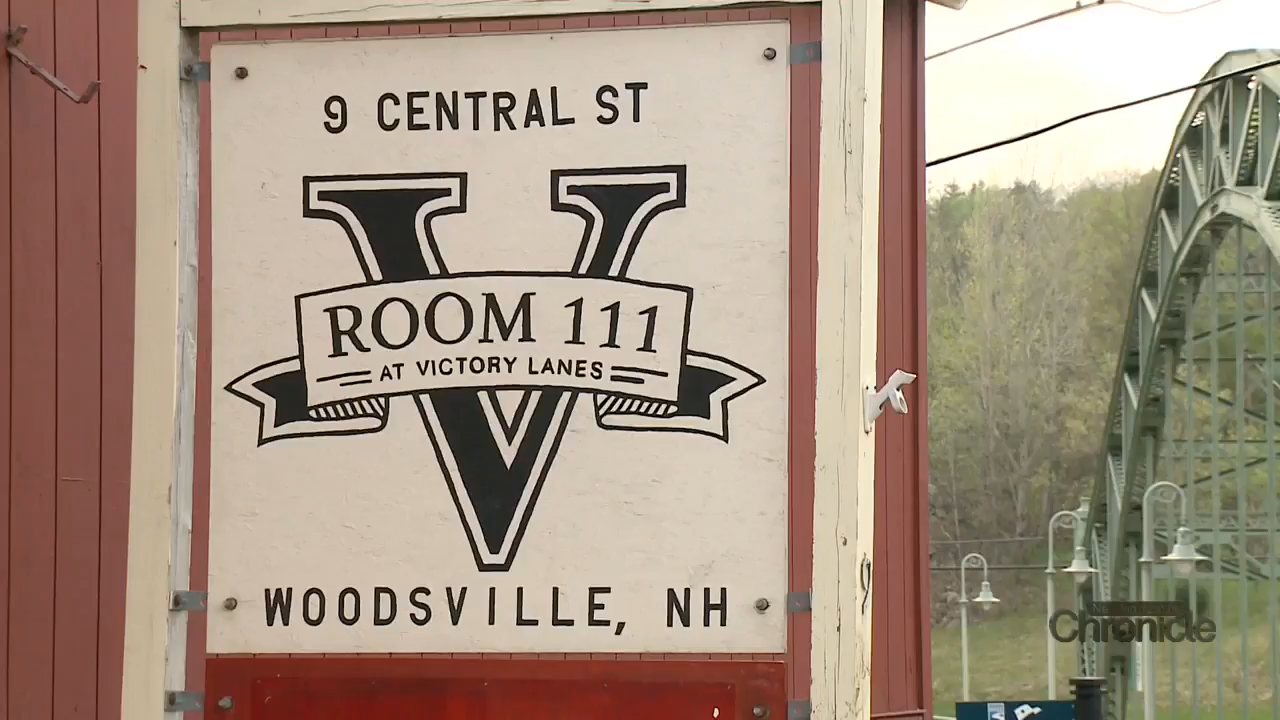 9 CENTRAL ST
V
ROOM 111
AT VICTORY LANES
WOODSVILLE, NH
Chronicle